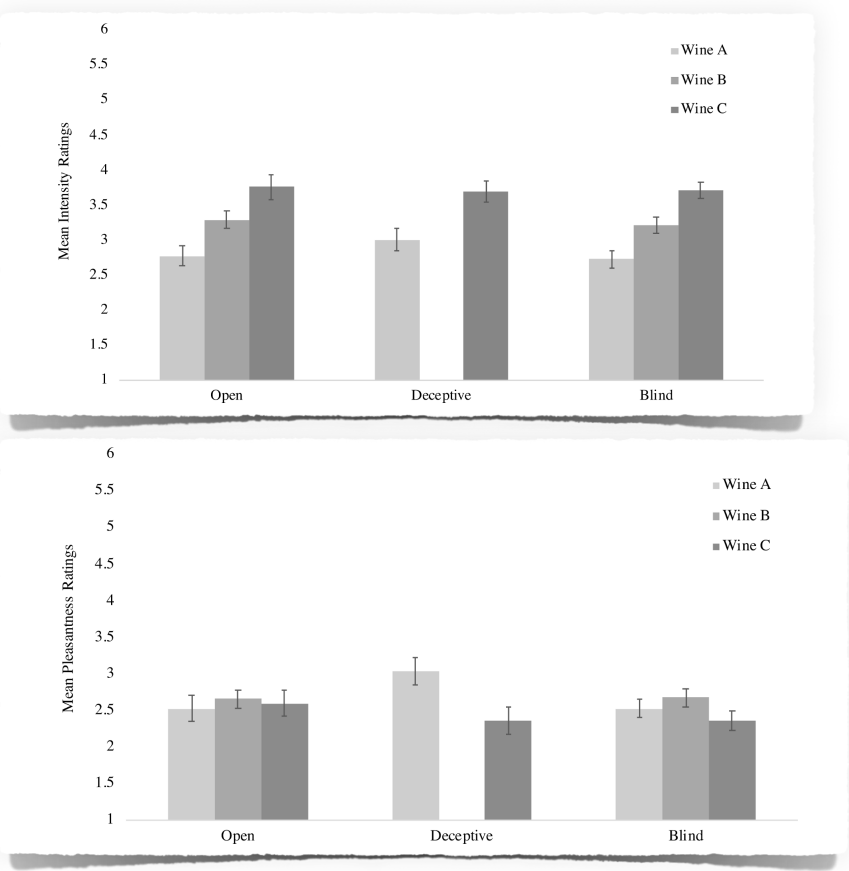 6
5.5
5
4.5
4
3.5
3
2.5
2
1.5
1
Mean Intensity Ratings
Wine A
Wine B
Wine C
Open Deceptive Blind
6
5.5
5
4.5
4
3.5
3
2.5
2
1.5
1
Mean Pleasantness Ratings
Wine A
Wine B
Wine C
Open Deceptive Blind